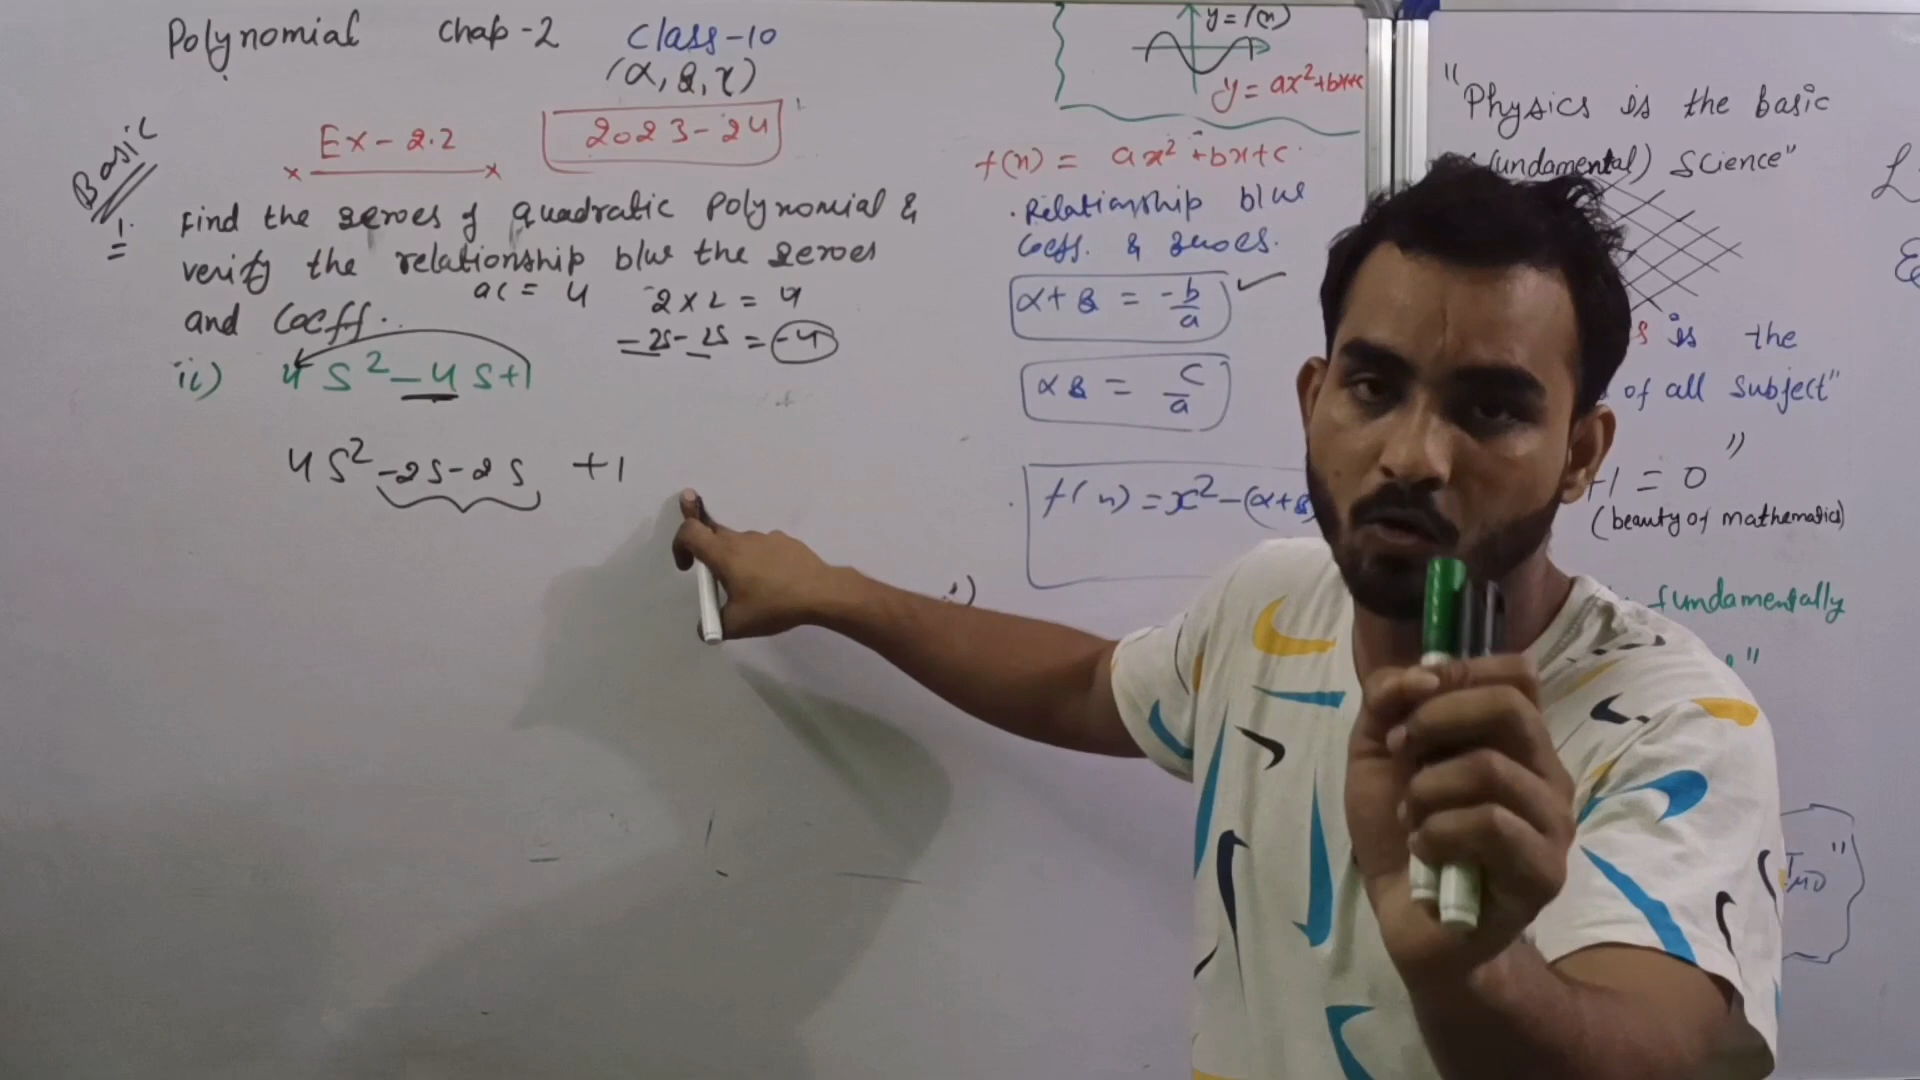 Polynomial Chap-2 Class-10
(α, β, γ)
Basic
Ex-2.2 2023-24
1. Find the zeroes of quadratic polynomial &
verify the relationship b/w the zeroes
and Coeff.
ac = 4 2×2 = 4
-2s-2s = -4
ii) 4s²-4s+1
4s²-2s-2s +1
y = f(x)
y = ax²+bx+c
f(x) = ax²+bx+c
. Relationship b/w
Coeff. & zeroes.
α+β = -b/a
αβ = c/a
f(x) = x²-(α+β)
"Physics is the basic
(fundamental) Science"
is the
of all Subject"
+1 = 0
(beauty of mathematics)
fundamentally